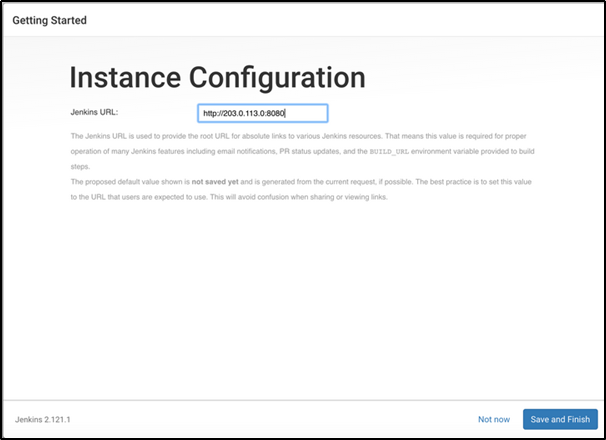 Getting Started
Instance Configuration
Jenkins URL: http://203.0.113.0:8080
The Jenkins URL is used to provide the root URL for absolute links to various Jenkins resources. That means this value is required for proper
operation of many Jenkins features including email notifications, PR status updates, and the BUILD_URL environment variable provided to build
steps.
The proposed default value shown is not saved yet and is generated from the current request, if possible. The best practice is to set this value
to the URL that users are expected to use. This will avoid confusion when sharing or viewing links.
Jenkins 2.121.1 Not now Save and Finish